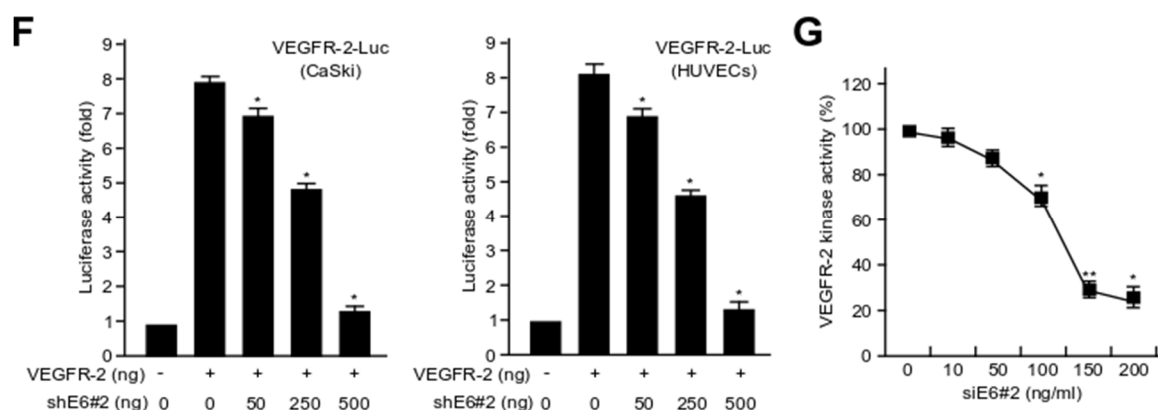 F
VEGFR-2-Luc
(CaSki)
Luciferase activity (fold)
9
8
7
6
5
4
3
2
1
0
VEGFR-2 (ng) - + + + +
shE6#2 (ng) 0 0 50 250 500
* * *
VEGFR-2-Luc
(HUVECs)
Luciferase activity (fold)
9
8
7
6
5
4
3
2
1
0
VEGFR-2 (ng) - + + + +
shE6#2 (ng) 0 0 50 250 500
* * *
G
VEGFR-2 kinase activity (%)
120
100
80
60
40
20
0
* ** *
0 10 50 100 150 200
siE6#2 (ng/ml)